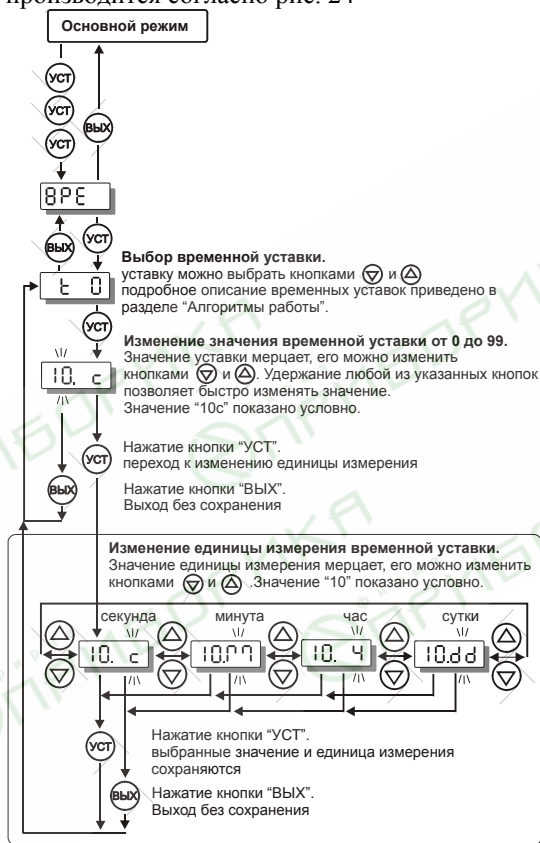 производится согласно рис. 24
Основной режим
УСТ
УСТ
УСТ
ВЫХ
ВРЕ
ВЫХ
УСТ
Выбор временной уставки.
уставку можно выбрать кнопками и
подробное описание временных уставок приведено в
разделе "Алгоритмы работы".
t 0
УСТ
Изменение значения временной уставки от 0 до 99.
Значение уставки мерцает, его можно изменить
кнопками и . Удержание любой из указанных кнопок
позволяет быстро изменять значение.
Значение "10с" показано условно.
10. c
УСТ
Нажатие кнопки "УСТ".
переход к изменению единицы измерения
ВЫХ
Нажатие кнопки "ВЫХ".
Выход без сохранения
Изменение единицы измерения временной уставки.
Значение единицы измерения мерцает, его можно изменить
кнопками и .Значение "10" показано условно.
секунда минута час сутки
10. c 10.M 10. 4 10.dd
УСТ
Нажатие кнопки "УСТ".
выбранные значение и единица измерения
сохраняются
ВЫХ
Нажатие кнопки "ВЫХ".
Выход без сохранения